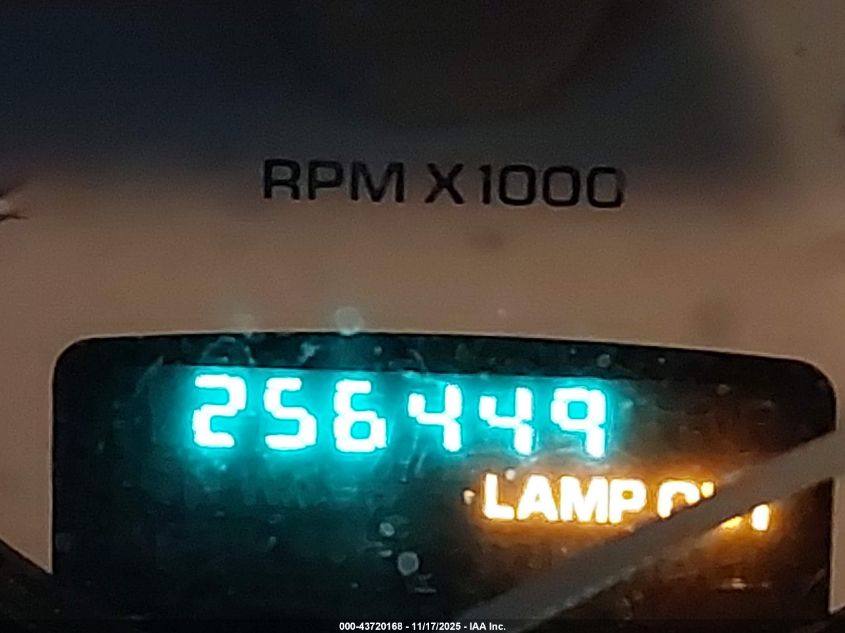 RPM X1000
256449
LAMP
000-43720168 - 11/17/2025 - IAA Inc.